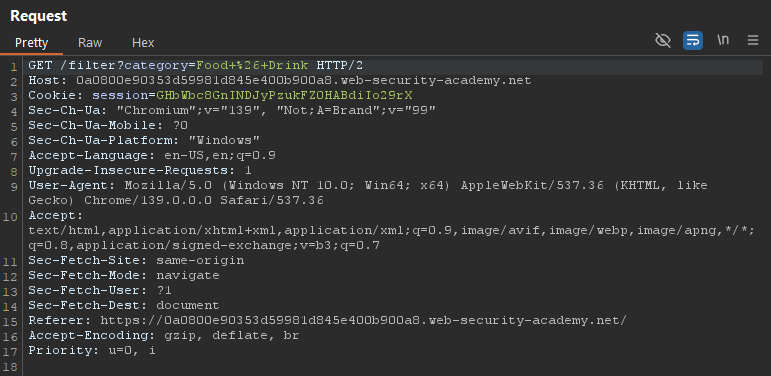 Request
Pretty Raw Hex
\n
1 GET /filter?category=Food+%26+Drink HTTP/2
2 Host: 0a0800e90353d59981d845e400b900a8.web-security-academy.net
3 Cookie: session=GHbWbc8GnINDJyPzukFZ0HABdiIo29rX
4 Sec-Ch-Ua: "Chromium";v="139", "Not;A=Brand";v="99"
5 Sec-Ch-Ua-Mobile: ?0
6 Sec-Ch-Ua-Platform: "Windows"
7 Accept-Language: en-US,en;q=0.9
8 Upgrade-Insecure-Requests: 1
9 User-Agent: Mozilla/5.0 (Windows NT 10.0; Win64; x64) AppleWebKit/537.36 (KHTML, like
Gecko) Chrome/139.0.0.0 Safari/537.36
10 Accept:
text/html,application/xhtml+xml,application/xml;q=0.9,image/avif,image/webp,image/apng,*/*;
q=0.8,application/signed-exchange;v=b3;q=0.7
11 Sec-Fetch-Site: same-origin
12 Sec-Fetch-Mode: navigate
13 Sec-Fetch-User: ?1
14 Sec-Fetch-Dest: document
15 Referer: https://0a0800e90353d59981d845e400b900a8.web-security-academy.net/
16 Accept-Encoding: gzip, deflate, br
17 Priority: u=0, i
18